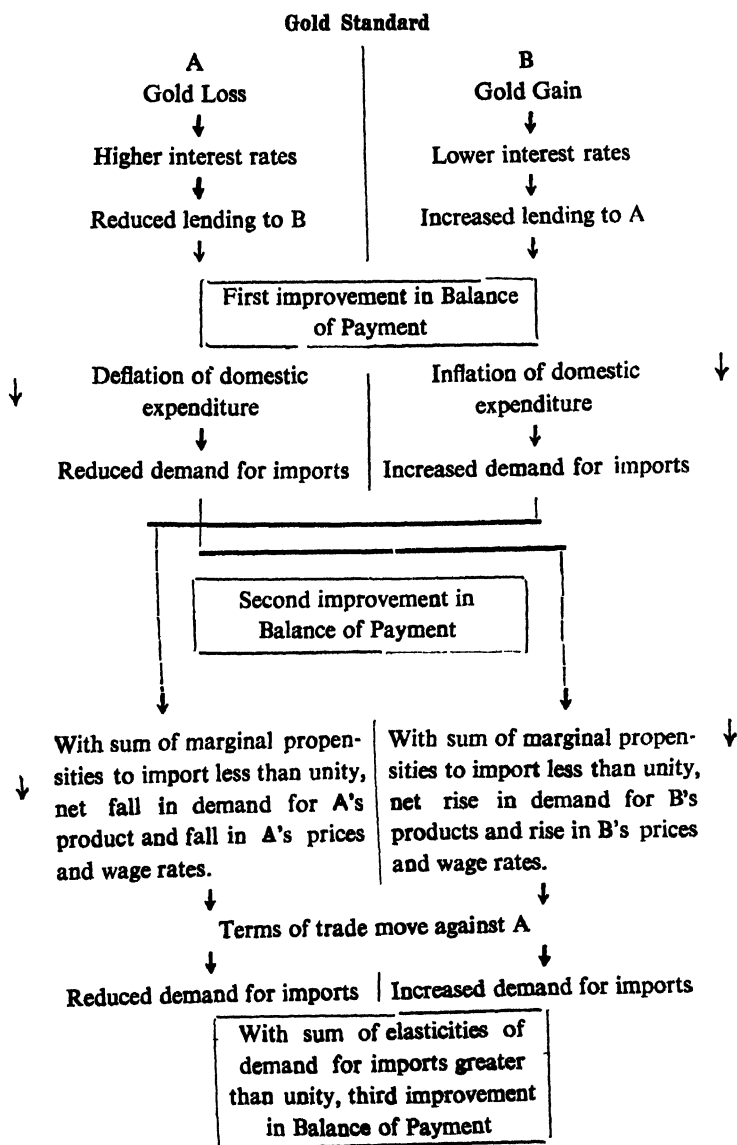 Gold Standard
A
Gold Loss
↓
Higher interest rates
↓
Reduced lending to B
↓
B
Gold Gain
↓
Lower interest rates
↓
Increased lending to A
↓
First improvement in Balance
of Payment
↓
Deflation of domestic
expenditure
↓
Reduced demand for imports
Inflation of domestic
expenditure
↓
Increased demand for imports
↓
Second improvement in
Balance of Payment
With sum of marginal propen-
sities to import less than unity,
net fall in demand for A's
product and fall in A's prices
and wage rates.
↓
With sum of marginal propen-
sities to import less than unity,
net rise in demand for B's
products and rise in B's prices
and wage rates.
↓
Terms of trade move against A
↓
↓
Reduced demand for imports
Increased demand for imports
With sum of elasticities of
demand for imports greater
than unity, third improvement
in Balance of Payment